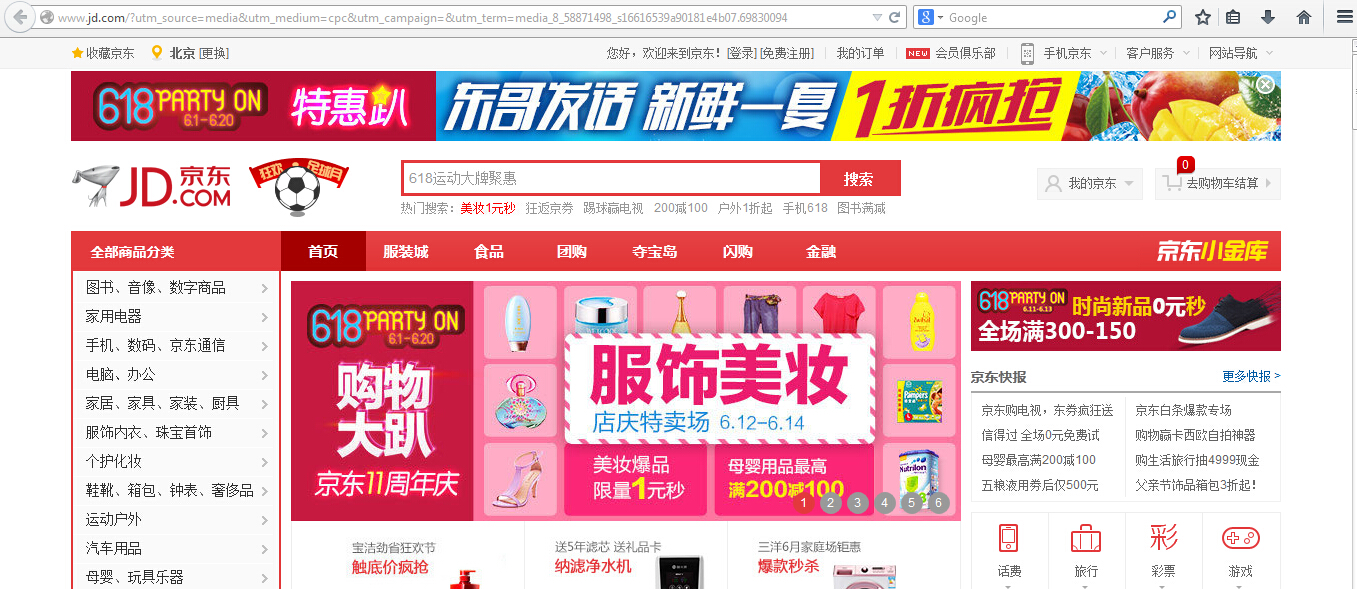 www.jd.com/?utm_source=media&utm_medium=cpc&utm_campaign=&utm_term=media_8_58871498_s16616539a90181e4b07.69830094
Google
收藏京东 北京 [更换] 您好，欢迎来到京东！[登录] [免费注册] 我的订单 NEW 会员俱乐部 手机京东 客户服务 网站导航
618 PARTY ON 6.1-6.20 特惠趴 东哥发话 新鲜一夏 1折疯抢
JD 京东 .COM
狂欢 足球月
618运动大牌聚惠 搜索
我的京东 0 去购物车结算
热门搜索： 美妆1元秒 狂返京券 踢球赢电视 200减100 户外1折起 手机618 图书满减
全部商品分类 首页 服装城 食品 团购 夺宝岛 闪购 金融 京东小金库
图书、音像、数字商品
家用电器
手机、数码、京东通信
电脑、办公
家居、家具、家装、厨具
服饰内衣、珠宝首饰
个护化妆
鞋靴、箱包、钟表、奢侈品
运动户外
汽车用品
母婴、玩具乐器
618 PARTY ON
6.1-6.20
购物
大趴
京东11周年庆
服饰美妆
店庆特卖场 6.12-6.14
美妆爆品
限量1元秒
母婴用品最高
满200减100
Pampers
Nutrilon
1 2 3 4 5 6
618 PARTY ON
6.11-6.13
时尚新品0元秒
全场满300-150
京东快报 更多快报 >
京东购电视，东券疯狂送 京东白条爆款专场
信得过 全场0元免费试 购物赢卡西欧自拍神器
母婴最高满200减100 购生活旅行抽4999现金
五粮液用券后仅500元 父亲节饰品箱包3折起！
彩
话费 旅行 彩票 游戏
宝洁劲省狂欢节
触底价疯抢
送5年滤芯 送礼品卡
纳滤净水机
三洋6月家庭场钜惠
爆款秒杀